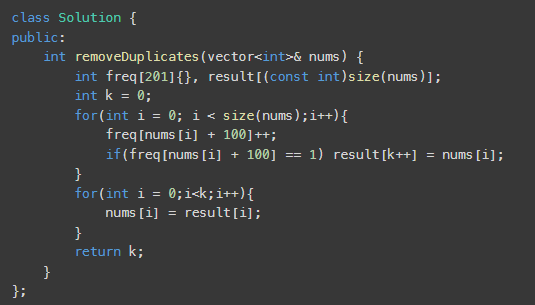 class Solution {
public:
    int removeDuplicates(vector<int>& nums) {
        int freq[201]{}, result[(const int)size(nums)];
        int k = 0;
        for(int i = 0; i < size(nums);i++){
            freq[nums[i] + 100]++;
            if(freq[nums[i] + 100] == 1) result[k++] = nums[i];
        }
        for(int i = 0;i<k;i++){
            nums[i] = result[i];
        }
        return k;
    }
};